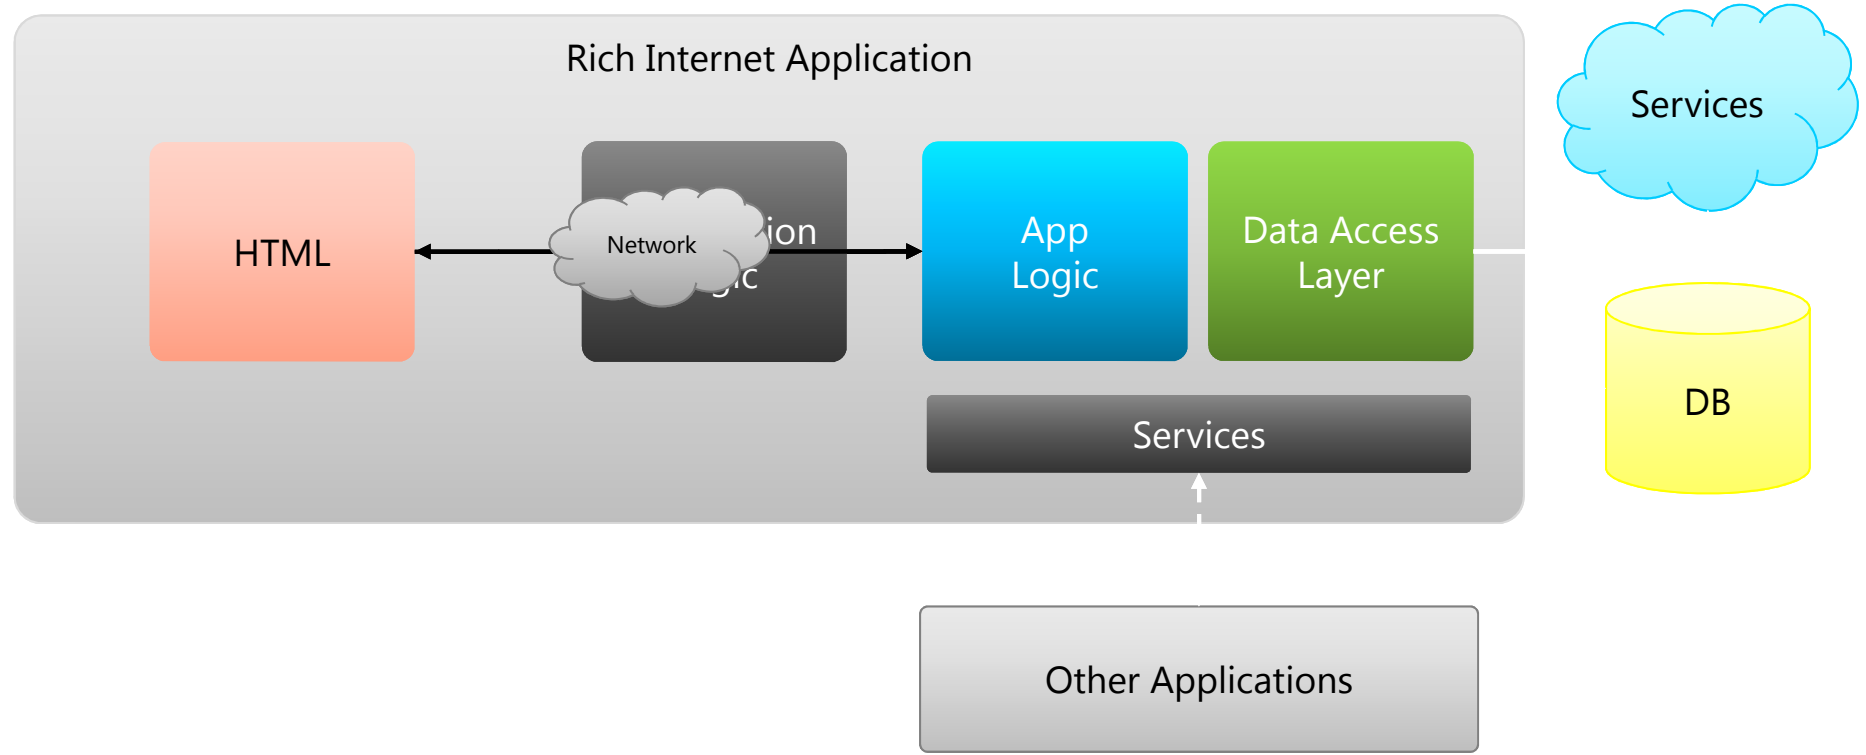 Rich Internet Application
Services
HTML
Network
App
Logic
Data Access
Layer
DB
Services
Other Applications